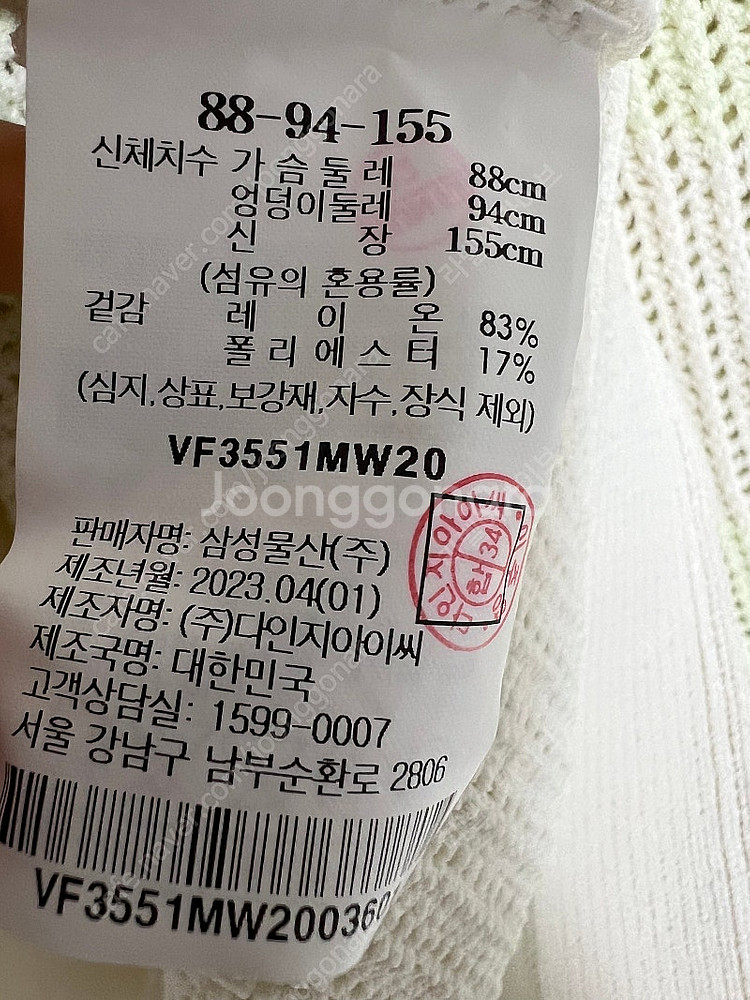 88-94-155
신체치수 가슴둘레 88cm
엉덩이둘레 94cm
신장 155cm
(섬유의 혼용률)
겉감 레이온 83%
폴리에스터 17%
(심지,상표,보강재,자수,장식 제외)
VF3551MW20
Joonggonara
판매자명: 삼성물산(주)
제조년월: 2023.04(01)
제조자명: (주)다인지아이씨
제조국명: 대한민국
고객상담실: 1599-0007
서울 강남구 남부순환로 2806
VF3551MW200360